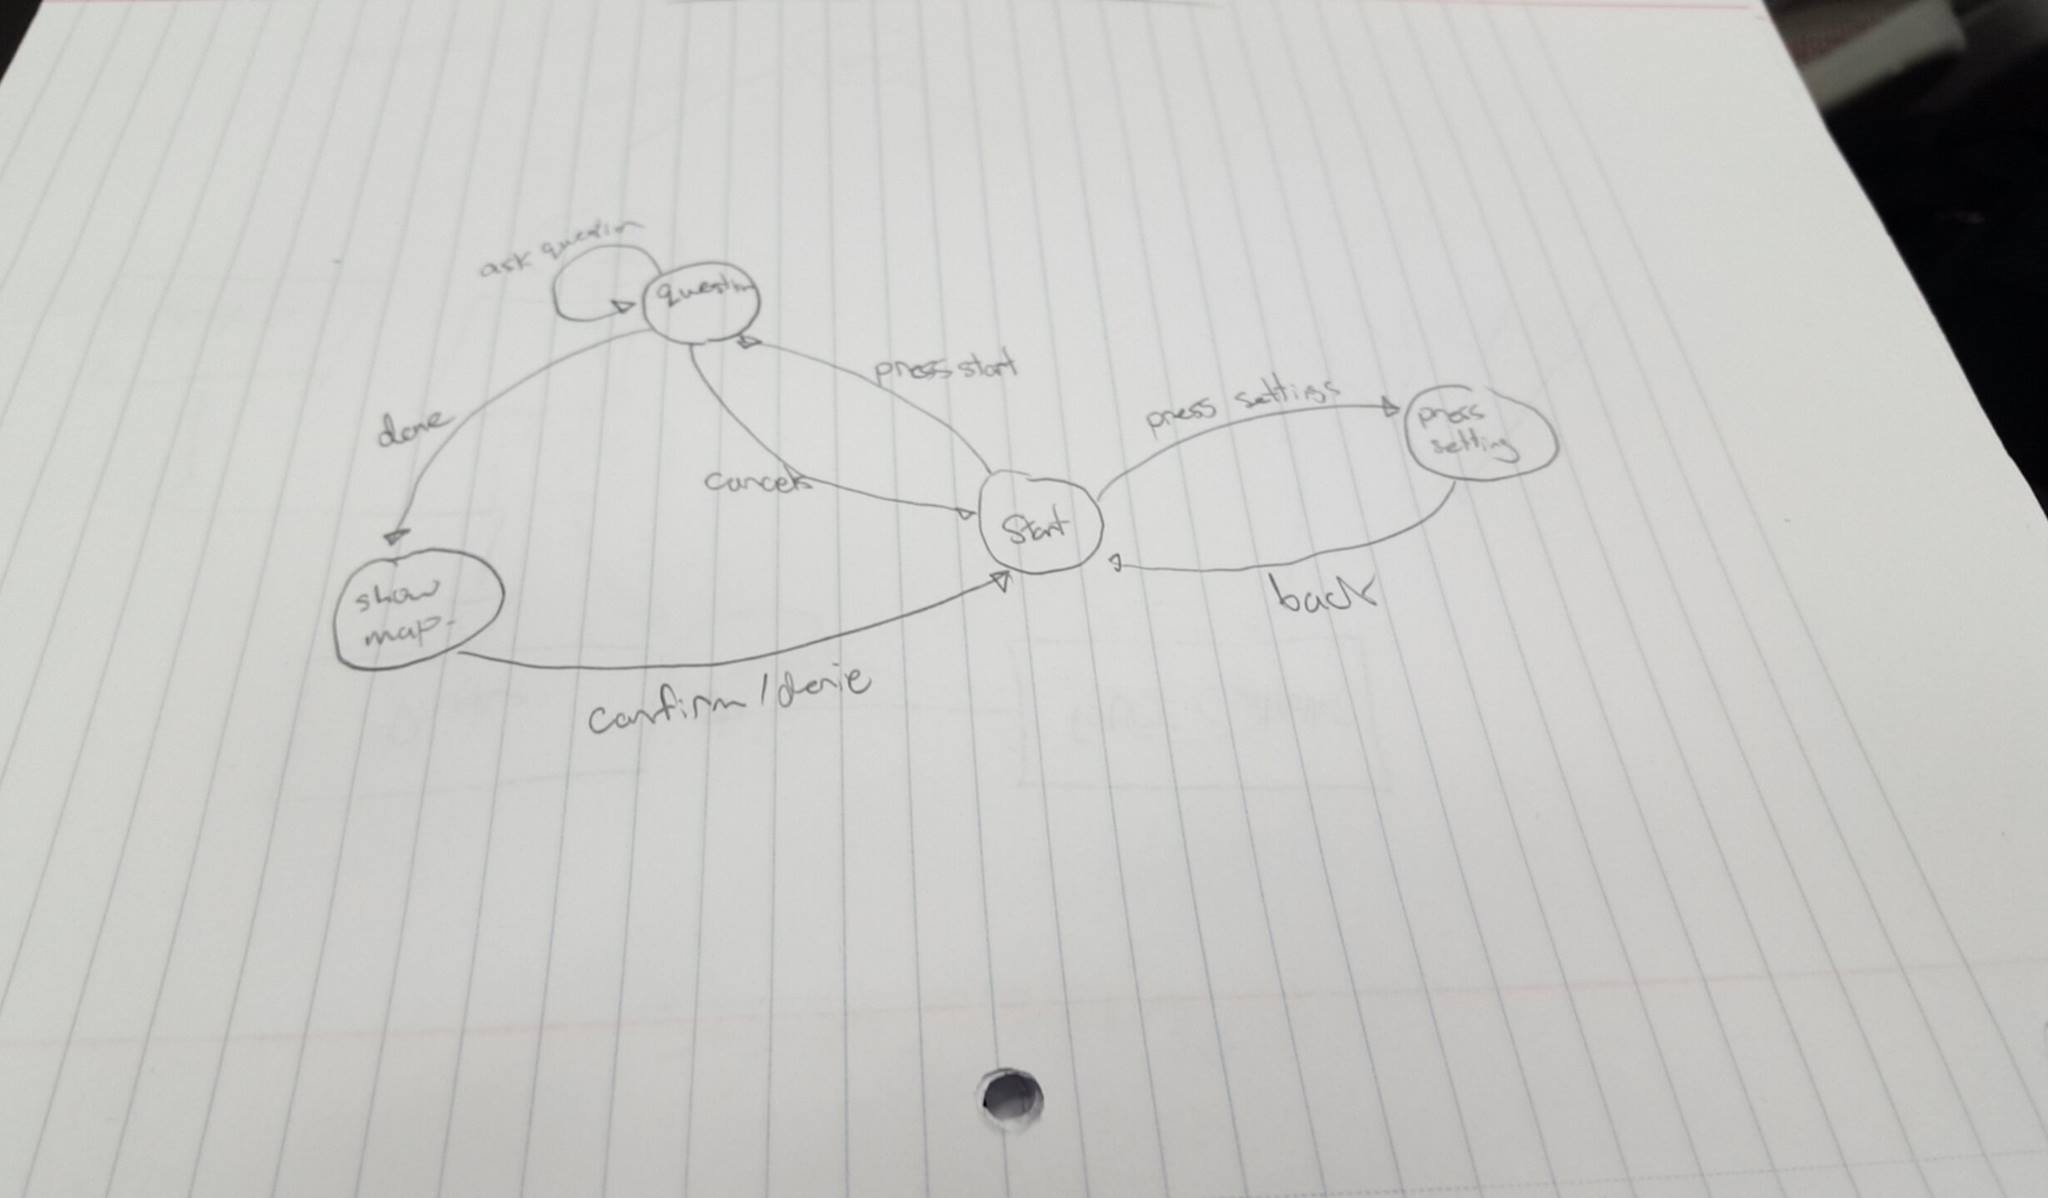 ask question
question
press start
press settings
press
setting
done
cancel
Start
show
map
back
confirm/denie